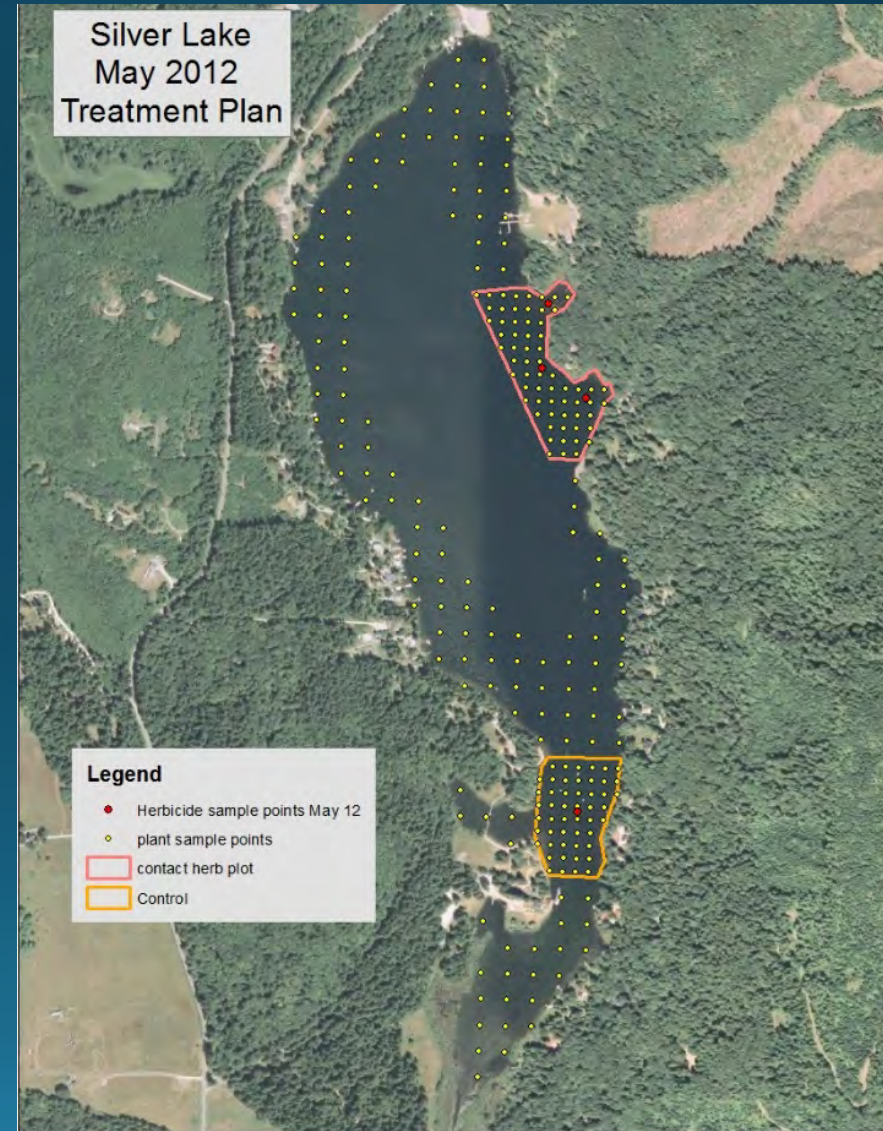 Silver Lake
May 2012
Treatment Plan
Legend
Herbicide sample points May 12
plant sample points
contact herb plot
Control